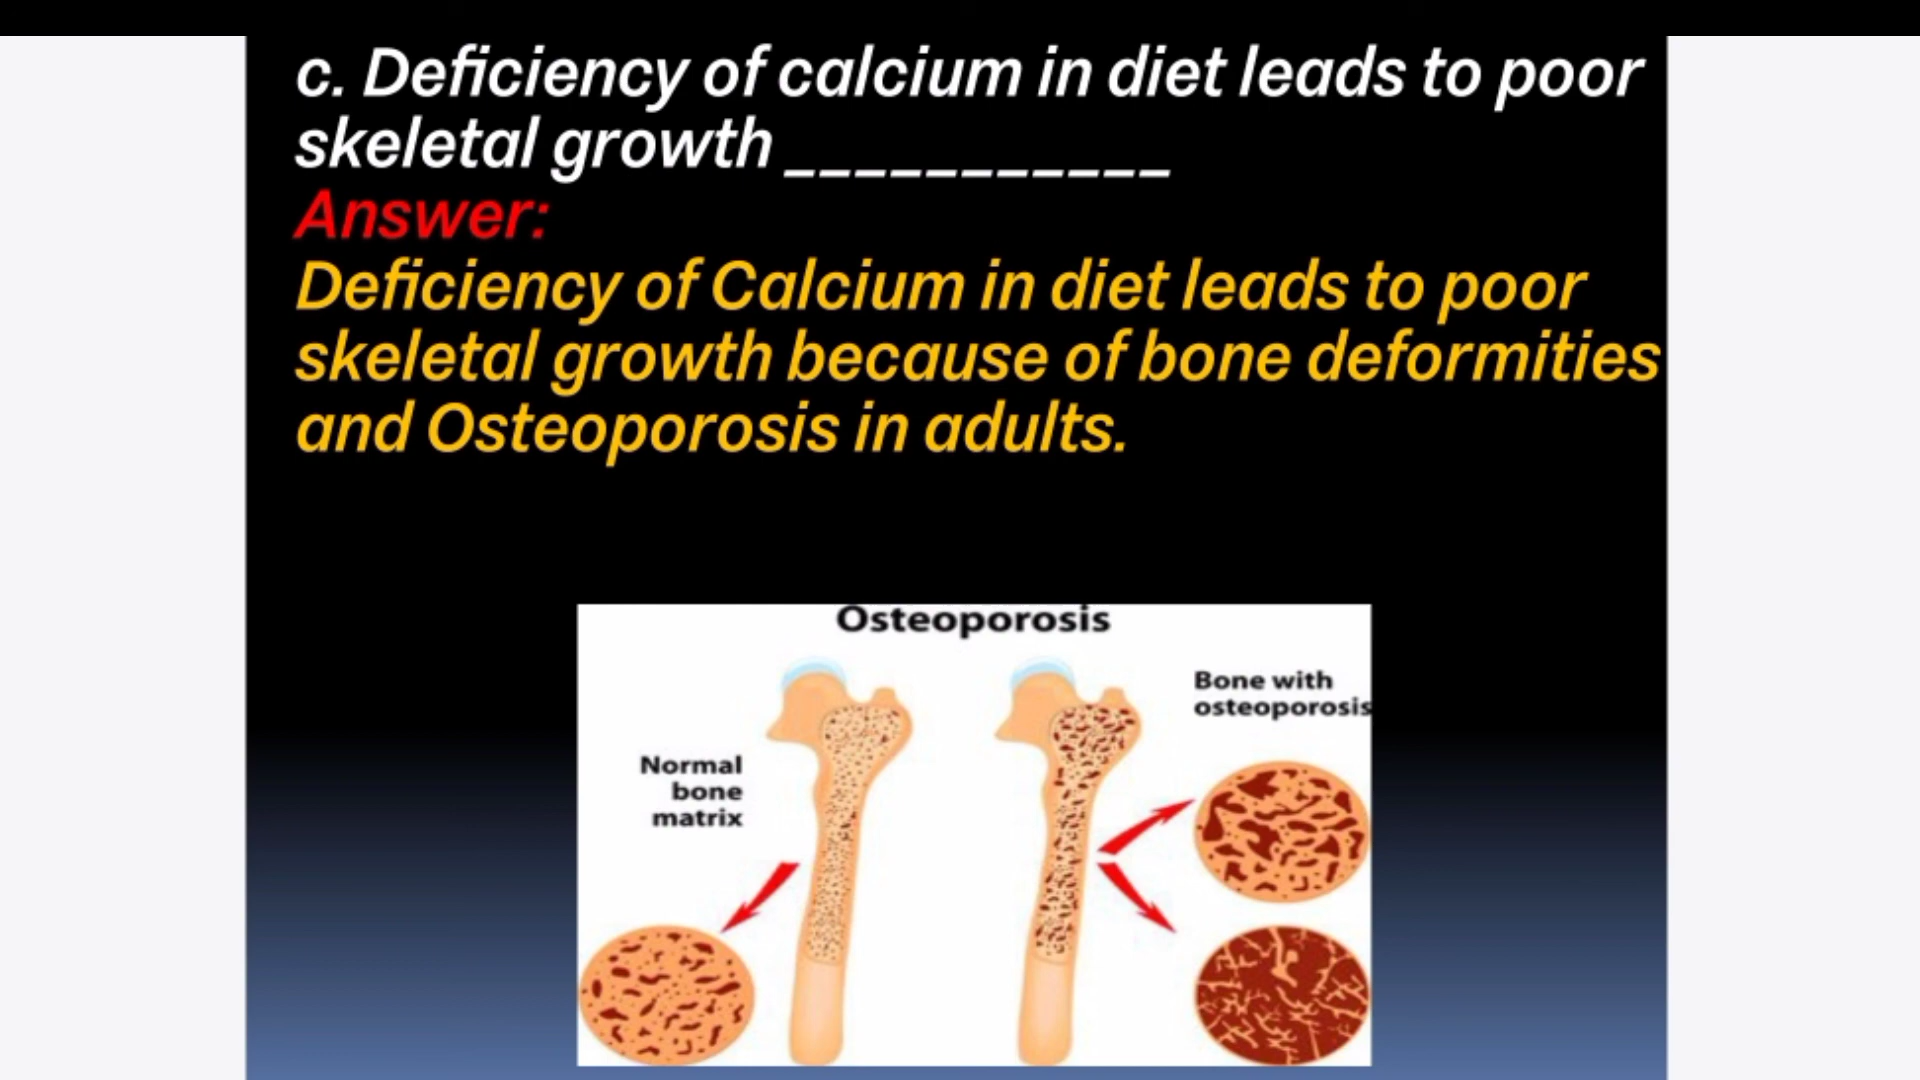 c. Deficiency of calcium in diet leads to poor
skeletal growth ___________
Answer:
Deficiency of Calcium in diet leads to poor
skeletal growth because of bone deformities
and Osteoporosis in adults.
Osteoporosis
Bone with
osteoporosis
Normal
bone
matrix